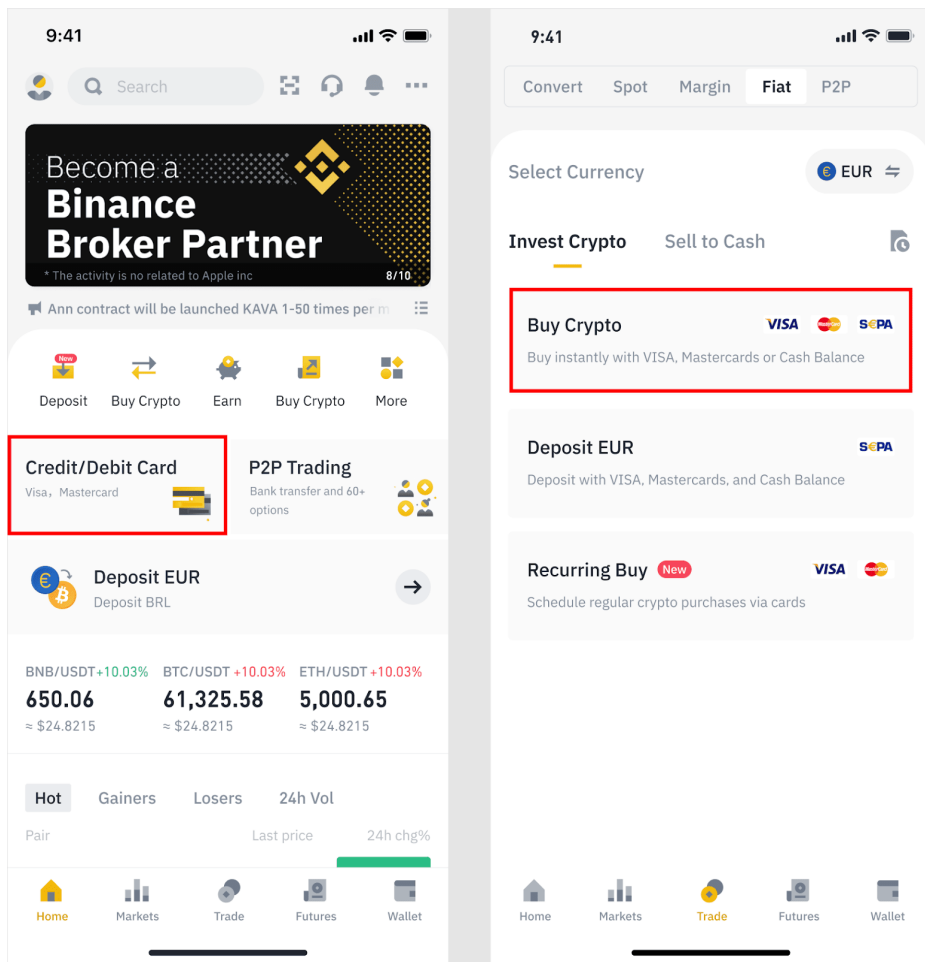 9:41
Search
Become a
Binance
Broker Partner
* The activity is no related to Apple inc
8/10
Ann contract will be launched KAVA 1-50 times per m
New
Deposit
Buy Crypto
Earn
Buy Crypto
More
Credit/Debit Card
Visa, Mastercard
P2P Trading
Bank transfer and 60+
options
Deposit EUR
Deposit BRL
BNB/USDT+10.03%
BTC/USDT +10.03%
ETH/USDT +10.03%
650.06
61,325.58
5,000.65
≈ $24.8215
≈ $24.8215
≈ $24.8215
Hot
Gainers
Losers
24h Vol
Pair
Last price
24h chg%
Home
Markets
Trade
Futures
Wallet
9:41
Convert
Spot
Margin
Fiat
P2P
Select Currency
EUR
Invest Crypto
Sell to Cash
Buy Crypto
VISA
MasterCard
S€PA
Buy instantly with VISA, Mastercards or Cash Balance
Deposit EUR
S€PA
Deposit with VISA, Mastercards, and Cash Balance
Recurring Buy
New
VISA
MasterCard
Schedule regular crypto purchases via cards
Home
Markets
Trade
Futures
Wallet